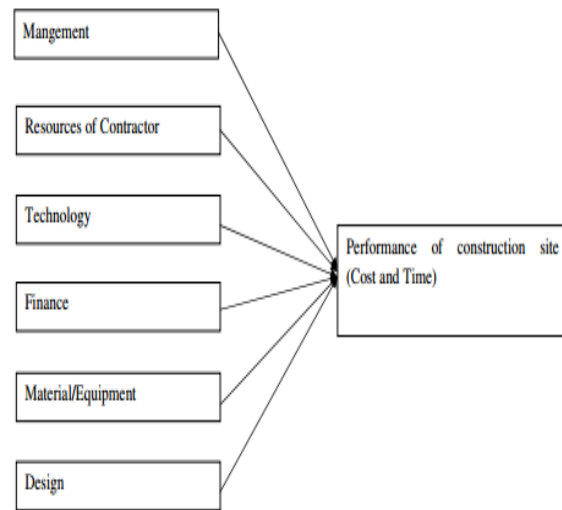 Mangement
Resources of Contractor
Technology
Finance
Material/Equipment
Design
Performance of construction site
(Cost and Time)